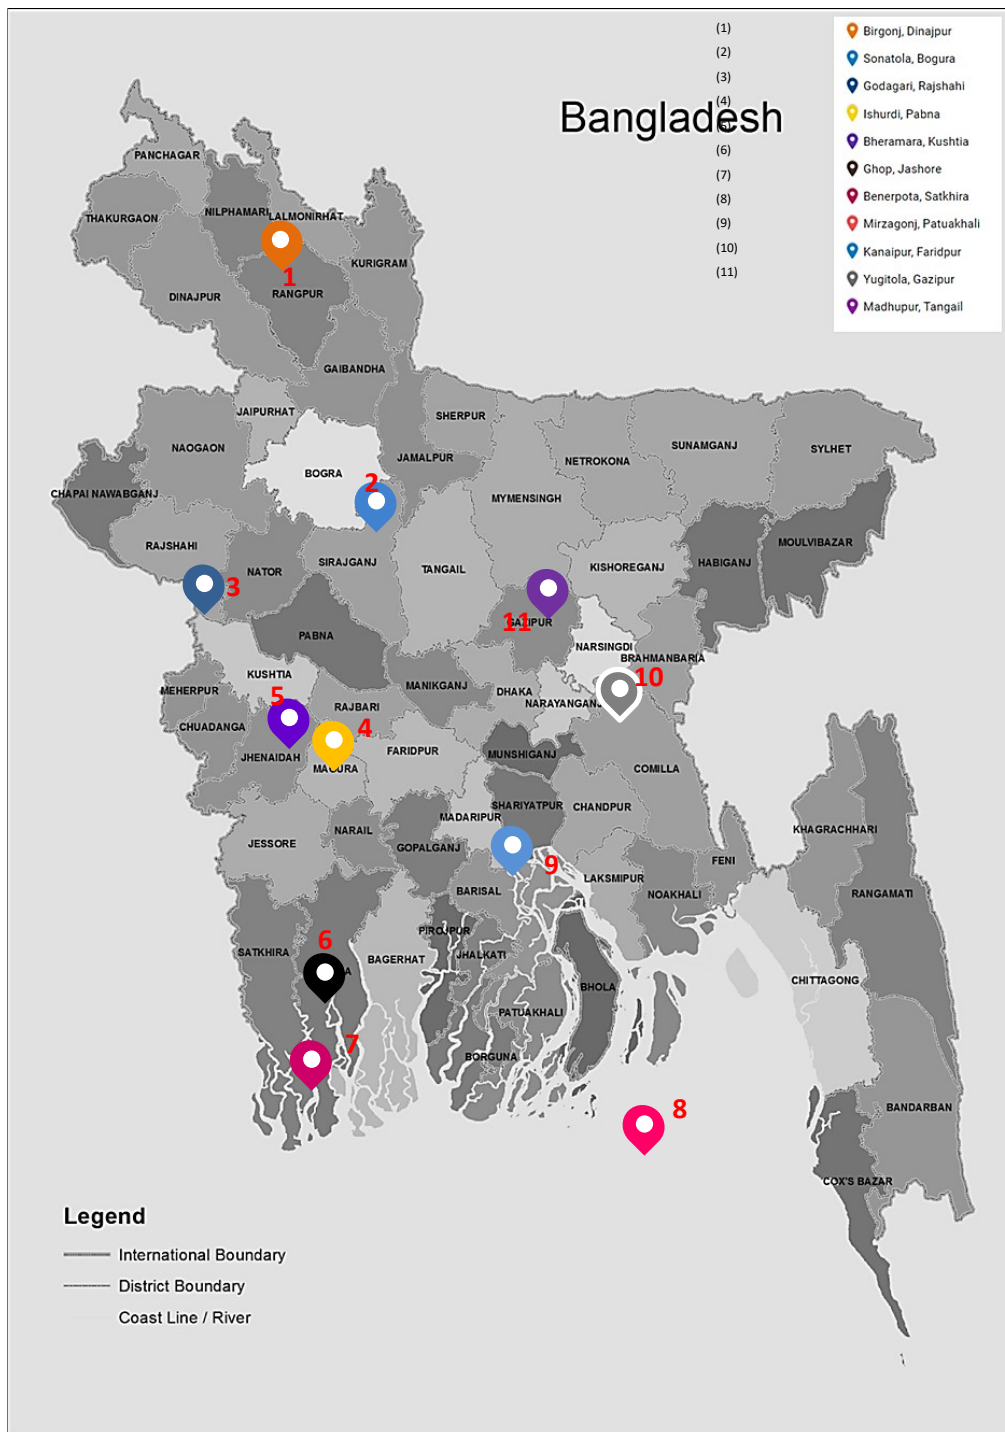 (1) Birgonj, Dinajpur
(2) Sonatola, Bogura
(3) Godagari, Rajshahi
(4) Ishurdi, Pabna
Bangladesh
(5) Bheramara, Kushtia
(6) Ghop, Jashore
(7) Benerpota, Satkhira
(8) Mirzagonj, Patuakhali
(9) Kanaipur, Faridpur
(10) Yugitola, Gazipur
(11) Madhupur, Tangail
PANCHAGAR
THAKURGAON
NILPHAMARI
LALMONIRHAT
KURIGRAM
1
RANGPUR
DINAJPUR
GAIBANDHA
JAIPURHAT
SHERPUR
NAOGAON
SUNAMGANJ
SYLHET
JAMALPUR
NETROKONA
BOGRA
2
CHAPAI NAWABGANJ
MYMENSINGH
MOULVIBAZAR
RAJSHAHI
SIRAJGANJ
HABIGANJ
NATOR
TANGAIL
KISHOREGANJ
3
11
GAZIPUR
PABNA
NARSINGDI
BRAHMANBARIA
KUSHTIA
10
MEHERPUR
MANIKGANJ
DHAKA
5
NARAYANGANJ
RAJBARI
CHUADANGA
4
FARIDPUR
JHENAIDAH
MUNSHIGANJ
MAGURA
COMILLA
SHARIYATPUR
CHANDPUR
MADARIPUR
NARAIL
KHAGRACHHARI
JESSORE
GOPALGANJ
FENI
9
LAKSMIPUR
BARISAL
NOAKHALI
RANGAMATI
PIROJPUR
6
SATKHIRA
JHALKATI
BAGERHAT
A
CHITTAGONG
BHOLA
PATUAKHALI
7
BORGUNA
8
BANDARBAN
COX'S BAZAR
Legend
International Boundary
District Boundary
Coast Line / River